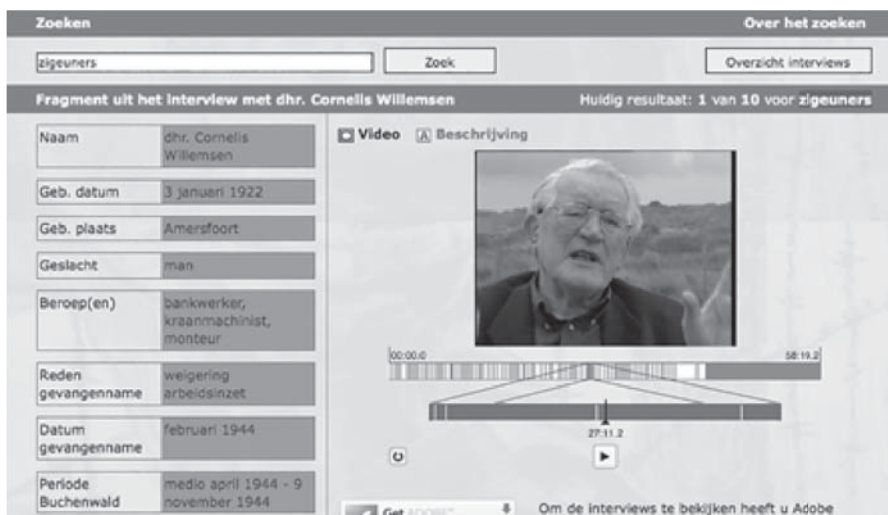 Zoeken
Over het zoeken
zigeuners
Zoek
Overzicht interviews
Fragment uit het interview met dhr. Cornelis Willemsen
Huidig resultaat: 1 van 10 voor zigeuners
Naam
dhr. Cornelis
Willemsen
Geb. datum
3 januari 1922
Geb. plaats
Amersfoort
Geslacht
man
Beroep(en)
bankwerker,
kraanmachinist,
monteur
Reden
gevangenname
weigering
arbeidsinzet
Datum
gevangenname
februari 1944
Periode
Buchenwald
medio april 1944 - 9
november 1944
Video
A Beschrijving
00:00.0
58:19.2
27:11.2
Get ADOBE
Om de interviews te bekijken heeft u Adobe